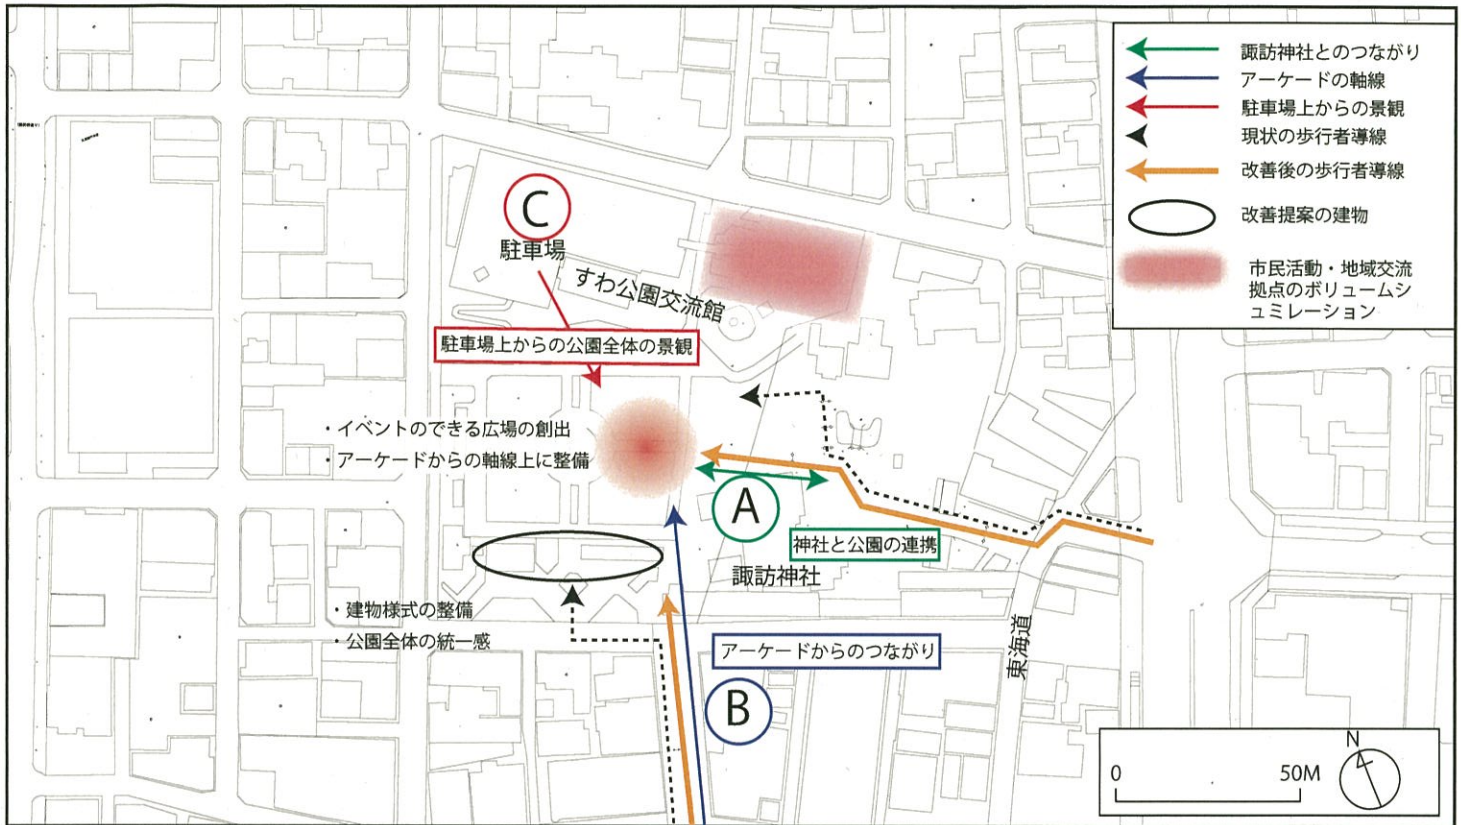 諏訪神社とのつながり
アーケードの軸線
駐車場上からの景観
現状の歩行者導線
改善後の歩行者導線
改善提案の建物
市民活動・地域交流
拠点のボリュームシ
ュミレーション
C
駐車場
すわ公園交流館
駐車場上からの公園全体の景観
・イベントのできる広場の創出
・アーケードからの軸線上に整備
A
神社と公園の連携
諏訪神社
・建物様式の整備
・公園全体の統一感
アーケードからのつながり
東海道
B
N
0 50M